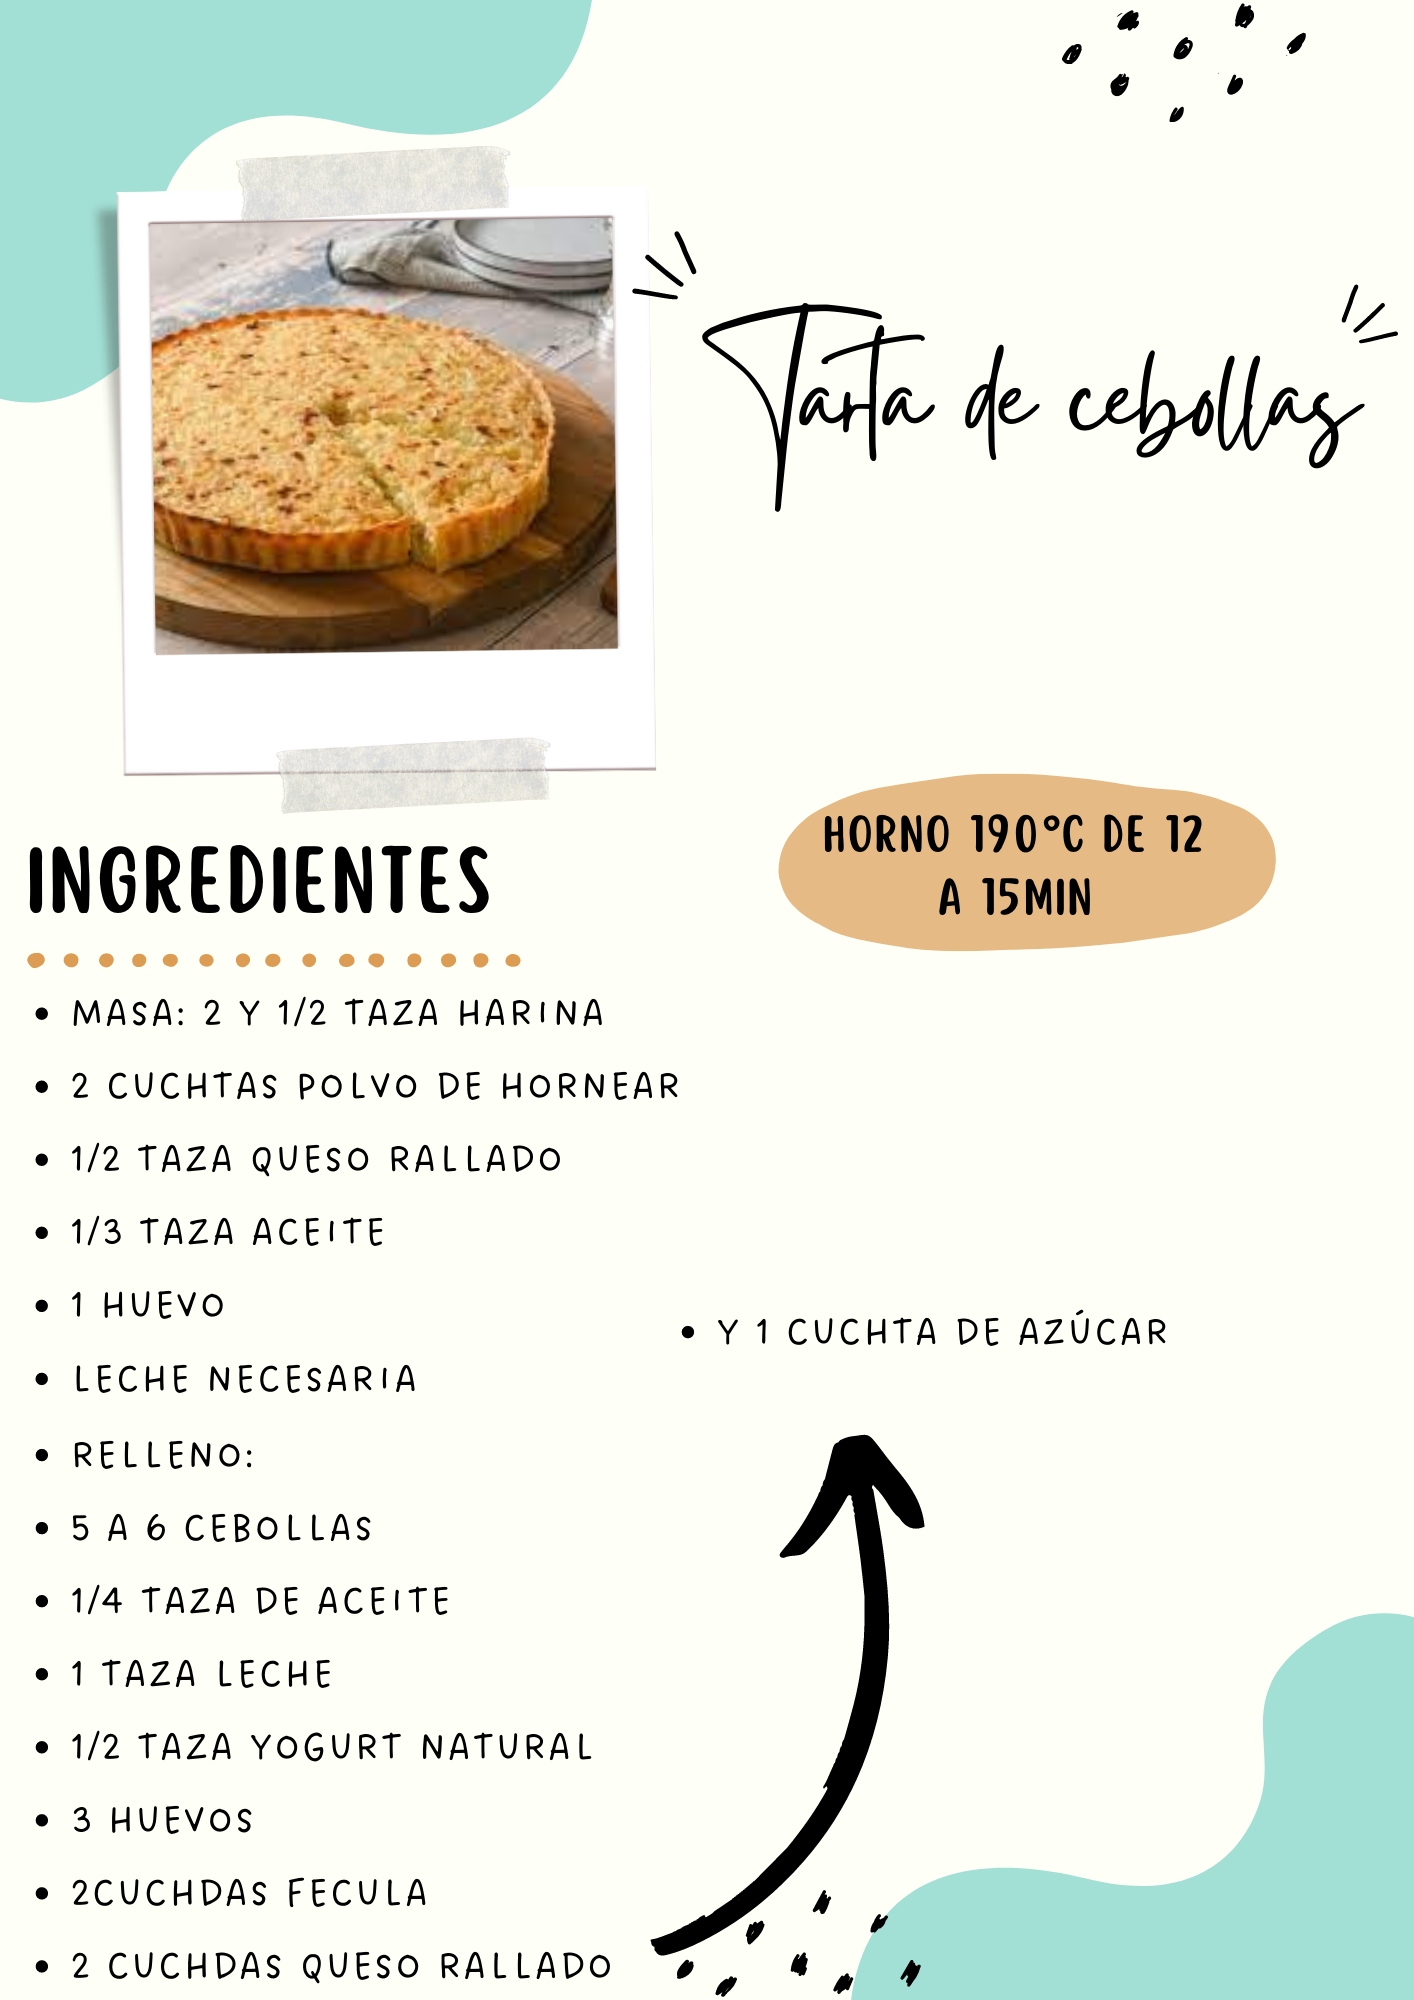 Tarta de cebollas
HORNO 190°C DE 12
A 15MIN
INGREDIENTES
• MASA: 2 Y 1/2 TAZA HARINA
• 2 CUCHTAS POLVO DE HORNEAR
• 1/2 TAZA QUESO RALLADO
• 1/3 TAZA ACEITE
• 1 HUEVO
• LECHE NECESARIA
• RELLENO:
• 5 A 6 CEBOLLAS
• 1/4 TAZA DE ACEITE
• 1 TAZA LECHE
• 1/2 TAZA YOGURT NATURAL
• 3 HUEVOS
• 2CUCHDAS FECULA
• 2 CUCHDAS QUESO RALLADO
• Y 1 CUCHTA DE AZÚCAR